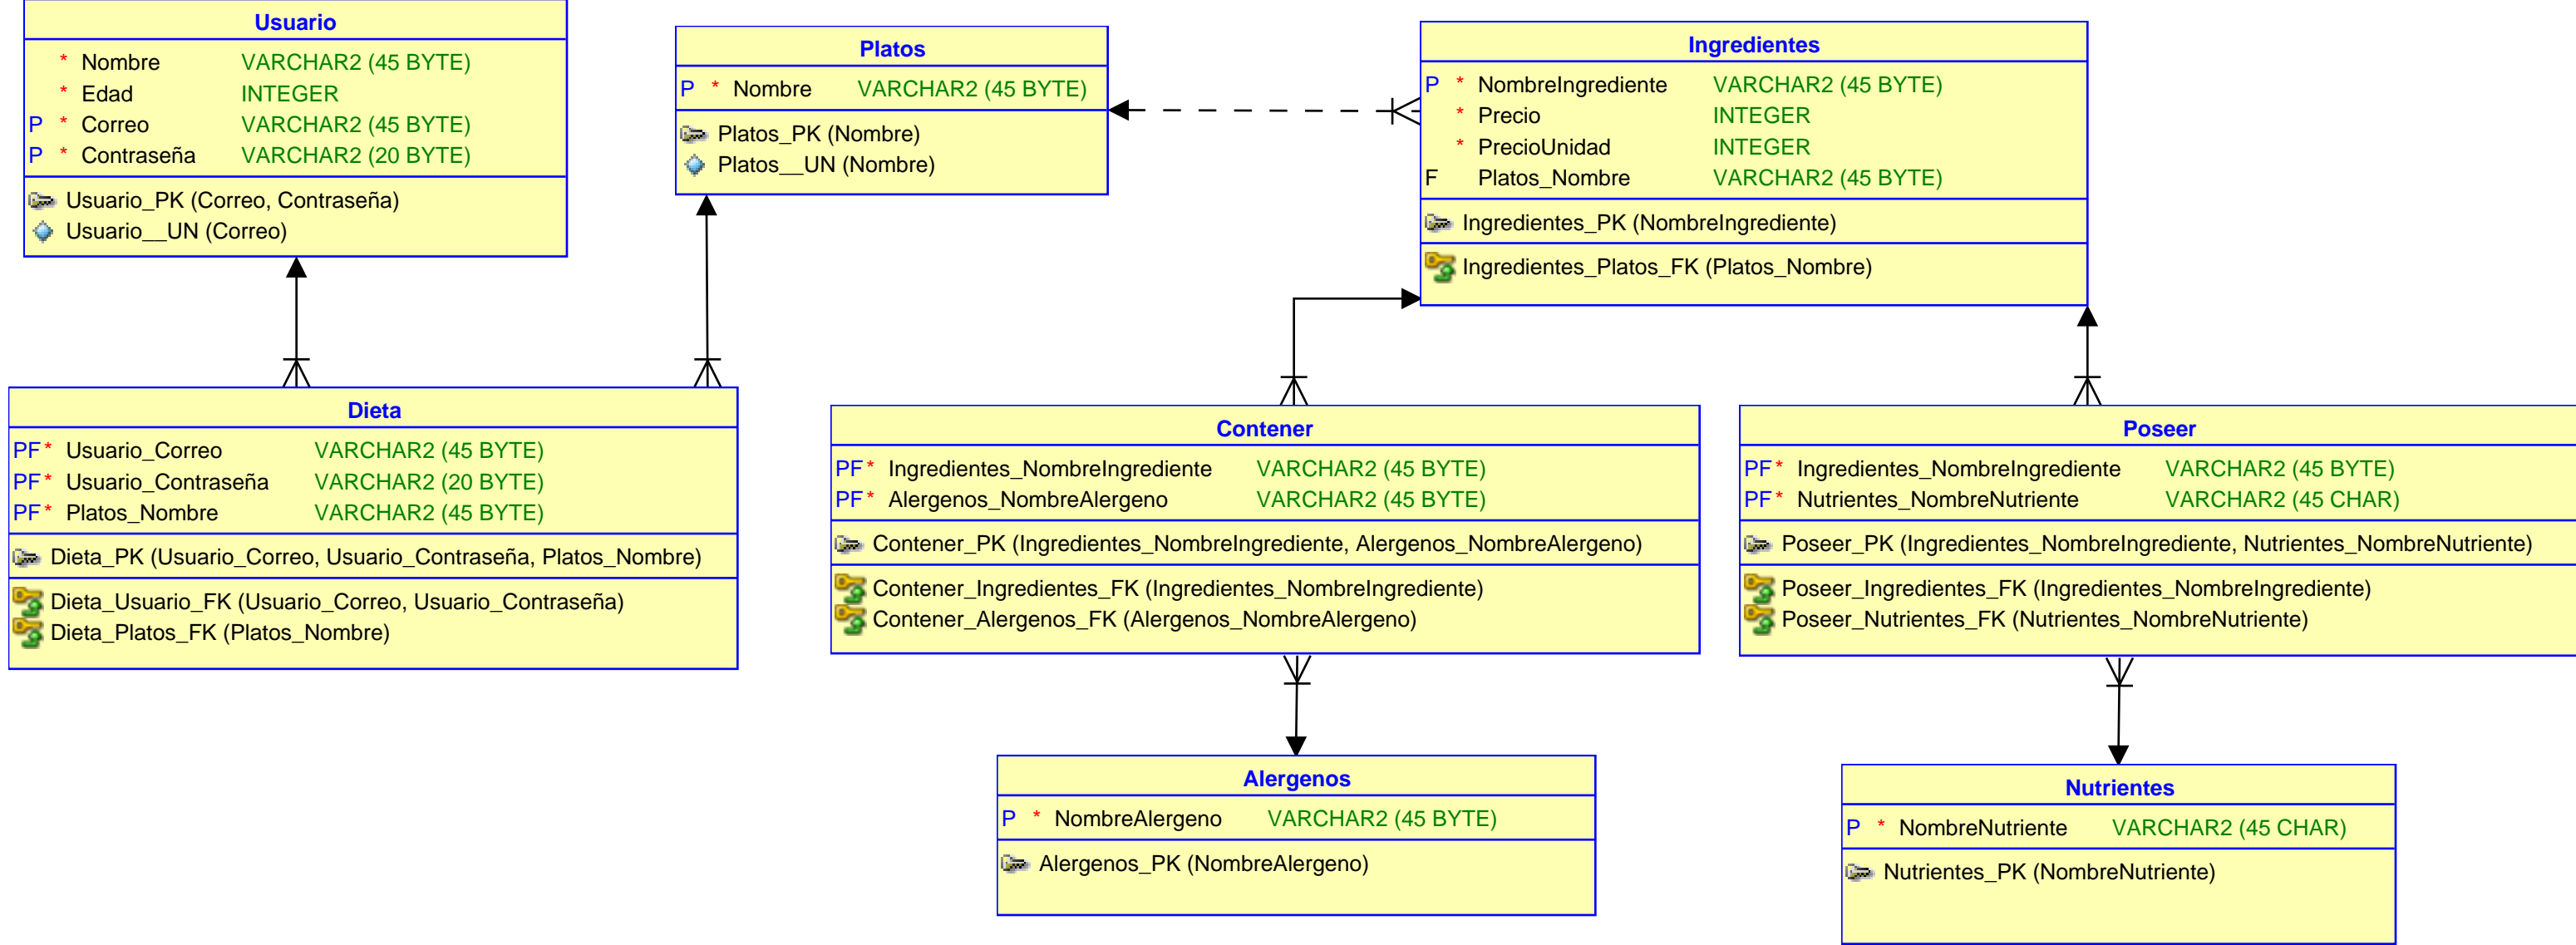 Usuario
* Nombre VARCHAR2 (45 BYTE)
* Edad INTEGER
P * Correo VARCHAR2 (45 BYTE)
P * Contraseña VARCHAR2 (20 BYTE)
Usuario_PK (Correo, Contraseña)
Usuario__UN (Correo)
Platos
P * Nombre VARCHAR2 (45 BYTE)
Platos_PK (Nombre)
Platos__UN (Nombre)
Ingredientes
P * NombreIngrediente VARCHAR2 (45 BYTE)
* Precio INTEGER
* PrecioUnidad INTEGER
F Platos_Nombre VARCHAR2 (45 BYTE)
Ingredientes_PK (NombreIngrediente)
Ingredientes_Platos_FK (Platos_Nombre)
Dieta
PF * Usuario_Correo VARCHAR2 (45 BYTE)
PF * Usuario_Contraseña VARCHAR2 (20 BYTE)
PF * Platos_Nombre VARCHAR2 (45 BYTE)
Dieta_PK (Usuario_Correo, Usuario_Contraseña, Platos_Nombre)
Dieta_Usuario_FK (Usuario_Correo, Usuario_Contraseña)
Dieta_Platos_FK (Platos_Nombre)
Contener
PF * Ingredientes_NombreIngrediente VARCHAR2 (45 BYTE)
PF * Alergenos_NombreAlergeno VARCHAR2 (45 BYTE)
Contener_PK (Ingredientes_NombreIngrediente, Alergenos_NombreAlergeno)
Contener_Ingredientes_FK (Ingredientes_NombreIngrediente)
Contener_Alergenos_FK (Alergenos_NombreAlergeno)
Poseer
PF * Ingredientes_NombreIngrediente VARCHAR2 (45 BYTE)
PF * Nutrientes_NombreNutriente VARCHAR2 (45 CHAR)
Poseer_PK (Ingredientes_NombreIngrediente, Nutrientes_NombreNutriente)
Poseer_Ingredientes_FK (Ingredientes_NombreIngrediente)
Poseer_Nutrientes_FK (Nutrientes_NombreNutriente)
Alergenos
P * NombreAlergeno VARCHAR2 (45 BYTE)
Alergenos_PK (NombreAlergeno)
Nutrientes
P * NombreNutriente VARCHAR2 (45 CHAR)
Nutrientes_PK (NombreNutriente)